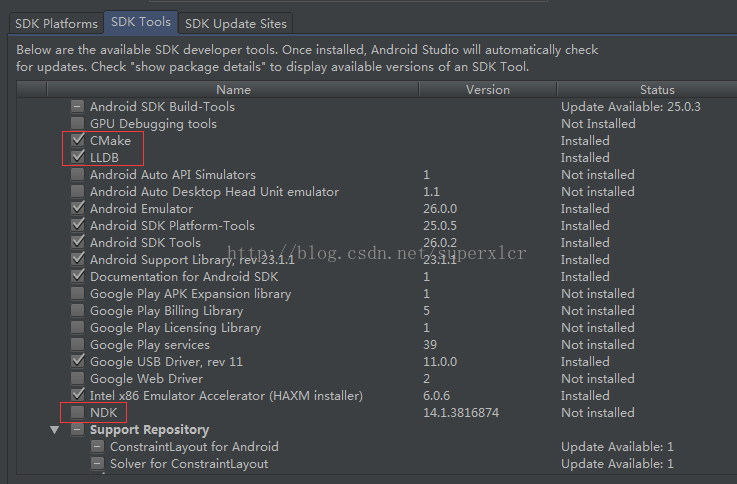 SDK Platforms SDK Tools SDK Update Sites
Below are the available SDK developer tools. Once installed, Android Studio will automatically check
for updates. Check "show package details" to display available versions of an SDK Tool.
Name Version Status
Android SDK Build-Tools Update Available: 25.0.3
GPU Debugging tools Not Installed
CMake Installed
LLDB Installed
Android Auto API Simulators 1 Not installed
Android Auto Desktop Head Unit emulator 1.1 Not installed
Android Emulator 26.0.0 Installed
Android SDK Platform-Tools 25.0.5 Installed
Android SDK Tools 26.0.2 Installed
http://blog.csdn.net/superxlcr
Android Support Library, rev 23.1.1 23.1.1 Installed
Documentation for Android SDK 1 Installed
Google Play APK Expansion library 1 Not installed
Google Play Billing Library 5 Not installed
Google Play Licensing Library 1 Not installed
Google Play services 39 Not installed
Google USB Driver, rev 11 11.0.0 Installed
Google Web Driver 2 Not installed
Intel x86 Emulator Accelerator (HAXM installer) 6.0.6 Installed
NDK 14.1.3816874 Not installed
Support Repository
ConstraintLayout for Android Update Available: 1
Solver for ConstraintLayout Update Available: 1